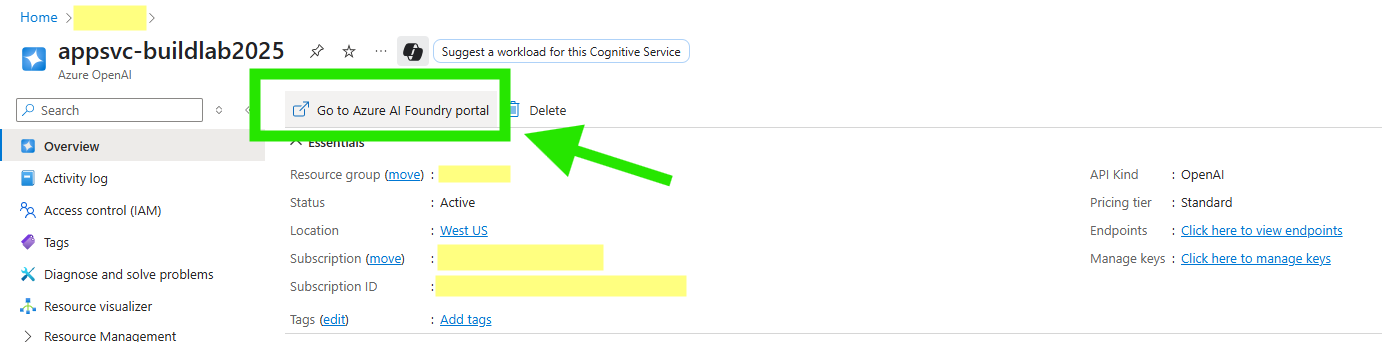 Home
appsvc-buildlab2025
Suggest a workload for this Cognitive Service
Azure OpenAI
Search
Go to Azure AI Foundry portal
Delete
Overview
Activity log
Access control (IAM)
Tags
Diagnose and solve problems
Resource visualizer
Resource Management
Essentials
Resource group (move) :
Status : Active
Location : West US
Subscription (move) :
Subscription ID :
Tags (edit) : Add tags
API Kind : OpenAI
Pricing tier : Standard
Endpoints : Click here to view endpoints
Manage keys : Click here to manage keys